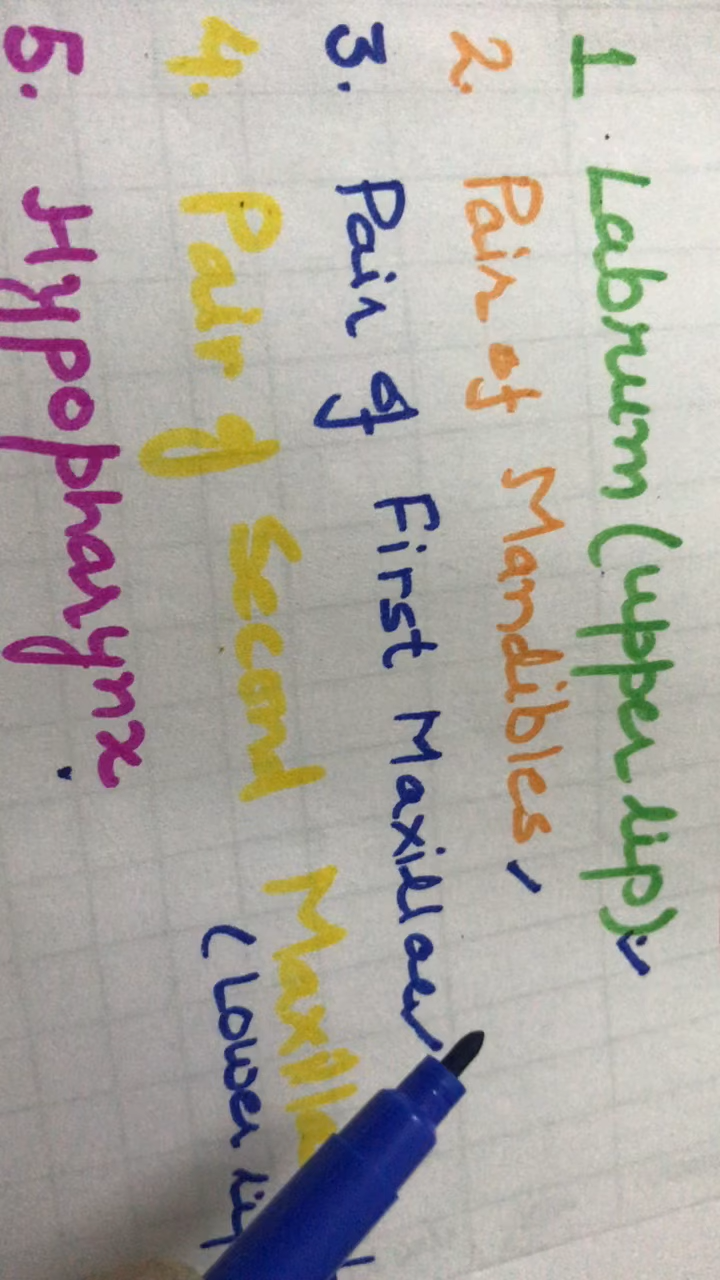 1. Labrum (upper lip)
2. Pair of Mandibles
3. Pair of First Maxillae
4. Pair of Second
(Lower
5. Hypopharynx